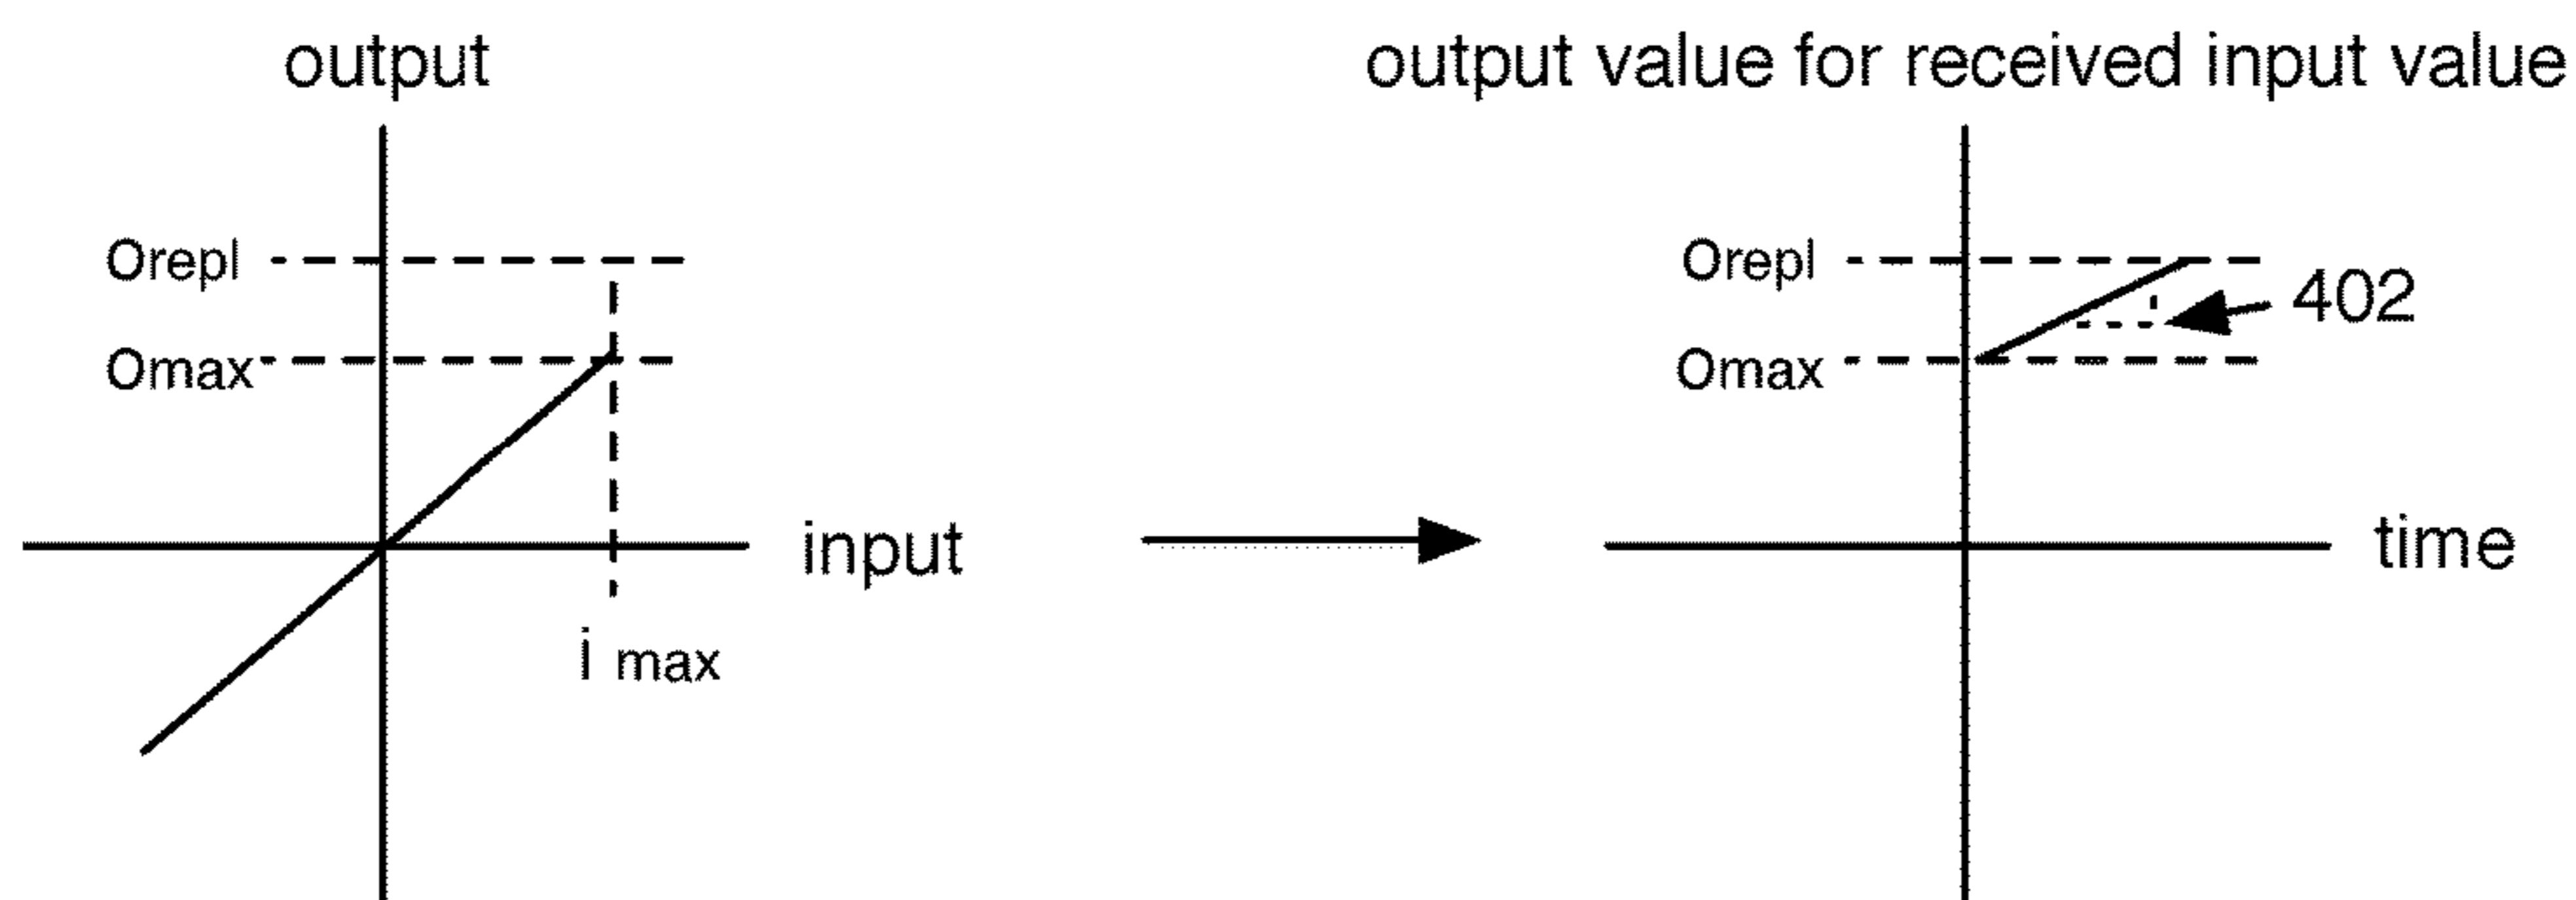 output
Orepl
Omax
input
i max
output value for received input value
Orepl
402
Omax
time